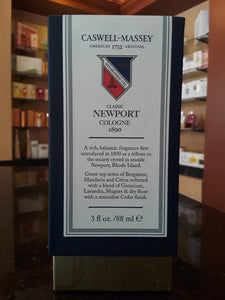 CASWELL-MASSEY
AMERICA'S 1752 ORIGINAL
CLASSIC
NEWPORT
COLOGNE
1890
A rich, balsamic fragrance first
introduced in 1890 as a tribute to
the society crowd in seaside
Newport, Rhode Island.
Green top notes of Bergamot,
Mandarin and Citrus softened
with a blend of Geranium,
Lavandin, Muguet & dry Rose
with a masculine Cedar finish.
3 fl oz. /88 ml ℮